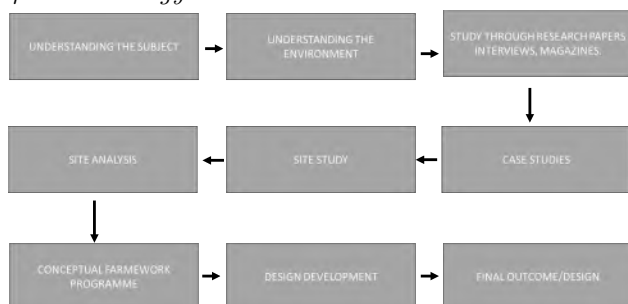 UNDERSTANDING THE SUBJECT
UNDERSTANDING THE
ENVIRONMENT
STUDY THROUGH RESEARCH PAPERS
INTERVIEWS, MAGAZINES.
SITE ANALYSIS
SITE STUDY
CASE STUDIES
CONCEPTUAL FARMEWORK
PROGRAMME
DESIGN DEVELOPMENT
FINAL OUTCOME/DESIGN